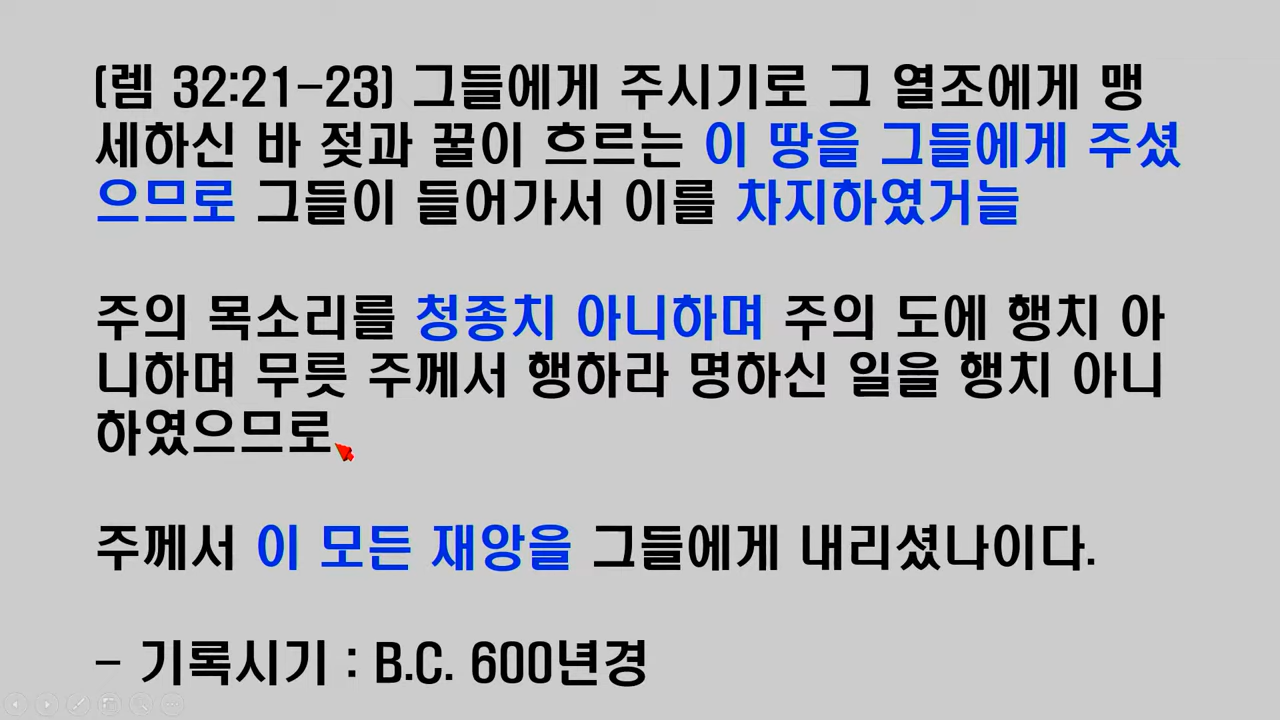 (렘 32:21-23) 그들에게 주시기로 그 열조에게 맹
세하신 바 젖과 꿀이 흐르는 이 땅을 그들에게 주셨
으므로 그들이 들어가서 이를 차지하였거늘
주의 목소리를 청종치 아니하며 주의 도에 행치 아
니하며 무릇 주께서 행하라 명하신 일을 행치 아니
하였으므로
주께서 이 모든 재앙을 그들에게 내리셨나이다.
- 기록시기 : B.C. 600년경